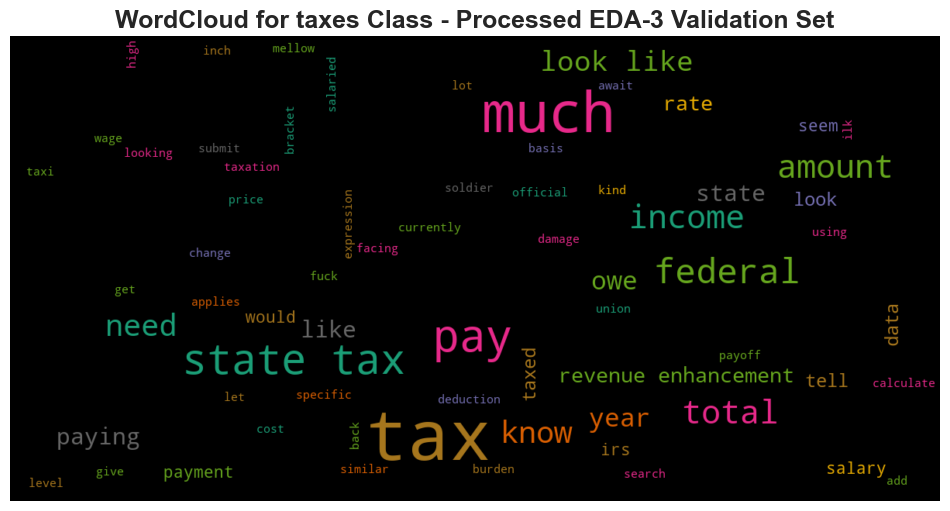 WordCloud for taxes Class - Processed EDA-3 Validation Set
high
inch
mellow
salaried
look like
lot
await
much
rate
seem
ilk
bracket
wage
looking
submit
taxation
basis
taxi
amount
price
soldier
official
kind
state
look
income
expression
currently
facing
damage
using
change
fuck
owe
federal
get
applies
union
data
need
would
like
pay
state tax
taxed
payoff
revenue enhancement
tell
calculate
let
specific
deduction
total
tax
know
year
cost
back
paying
irs
level
give
payment
similar
burden
search
salary
add